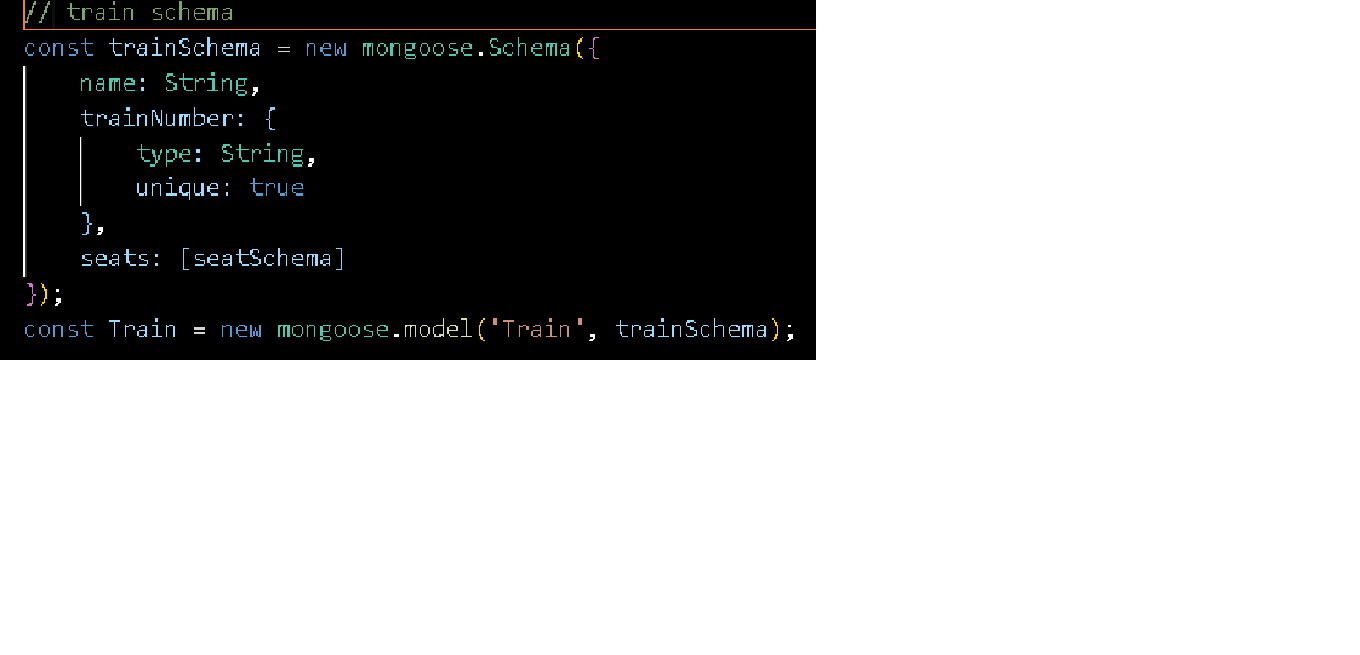 // train schema
const trainSchema = new mongoose.Schema({
    name: String,
    trainNumber: {
        type: String,
        unique: true
    },
    seats: [seatSchema]
});
const Train = new mongoose.model('Train', trainSchema);